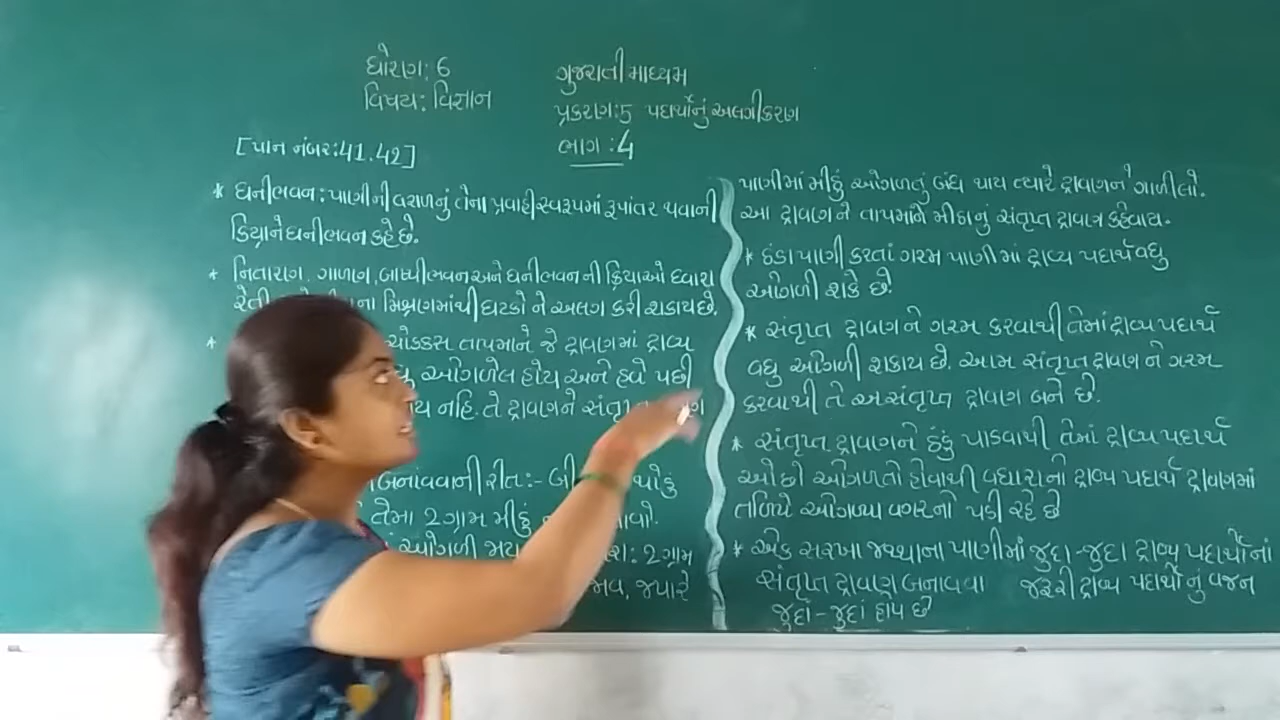 ધોરણ: 6
વિષય: વિજ્ઞાન
ગુજરાતી માધ્યમ
પ્રકરણ:5 પદાર્થોનું અલગીકરણ
ભાગ :4
[પાન નંબર:41.42]
* ઘનીભવન: પાણીની વરાળનું તેના પ્રવાહી સ્વરૂપમાં રૂપાંતર થવાની
ક્રિયાને ઘનીભવન કહે છે.
* નિતારણ, ગાળણ, બાષ્પીભવન અને ઘનીભવન ની ક્રિયાઓ દ્વારા
રેતી મિશ્રણમાંથી ઘટકો ને અલગ કરી શકાય છે.
* ચોક્કસ તાપમાને જે દ્રાવણમાં દ્રાવ્ય
ઓગળેલ હોય અને હવે પછી
નહિ. તે દ્રાવણને
બનાવવાની રીત:-
તેમા 2 ગ્રામ મીઠું
ઓગળી 2 ગ્રામ
જ્યારે
પાણીમાં મીઠું ઓગળતું બંધ થાય ત્યારે દ્રાવણને ગાળી લો.
આ દ્રાવણ ને તાપમાને મીઠાનું સંતૃપ્ત દ્રાવણ કહેવાય.
* ઠંડા પાણી કરતાં ગરમ પાણીમાં દ્રાવ્ય પદાર્થ વધુ
ઓગળી શકે છે.
* સંતૃપ્ત દ્રાવણને ગરમ કરવાથી તેમાં દ્રાવ્ય પદાર્થ
વધુ ઓગળી શકાય છે. આમ સંતૃપ્ત દ્રાવણ ને ગરમ
કરવાથી તે અસંતૃપ્ત દ્રાવણ બને છે.
* સંતૃપ્ત દ્રાવણને ઠંડું પાડવાથી તેમાં દ્રાવ્ય પદાર્થ
ઓછો ઓગળતો હોવાથી વધારાનો દ્રાવ્ય પદાર્થ દ્રાવણમાં
તળિયે ઓગળ્યા વગરનો પડી રહે છે
* એક સરખા જથ્થાના પાણીમાં જુદા-જુદા દ્રાવ્ય પદાર્થોનાં
સંતૃપ્ત દ્રાવણ બનાવવા જરૂરી દ્રાવ્ય પદાર્થોનું વજન
જુદાં-જુદાં હોય છે